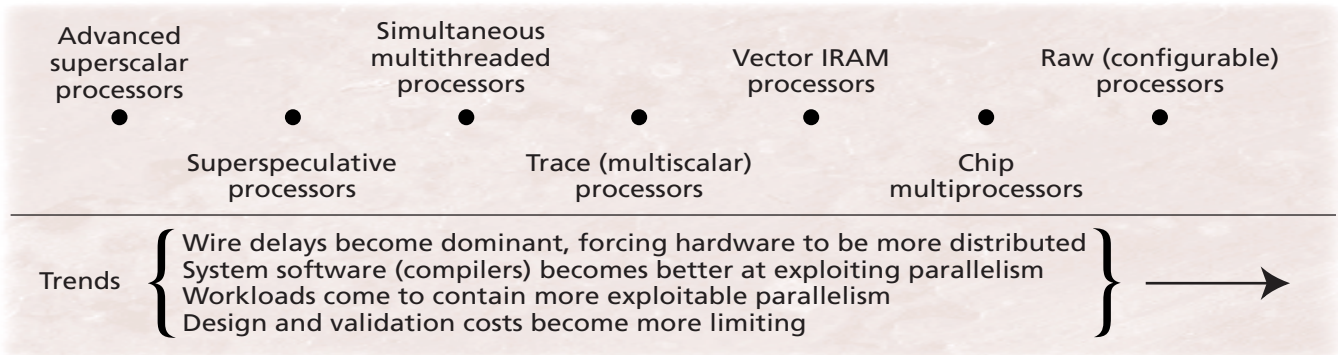 Advanced
superscalar
processors
Superspeculative
processors
Simultaneous
multithreaded
processors
Trace (multiscalar)
processors
Vector IRAM
processors
Chip
multiprocessors
Raw (configurable)
processors
Trends
Wire delays become dominant, forcing hardware to be more distributed
System software (compilers) becomes better at exploiting parallelism
Workloads come to contain more exploitable parallelism
Design and validation costs become more limiting